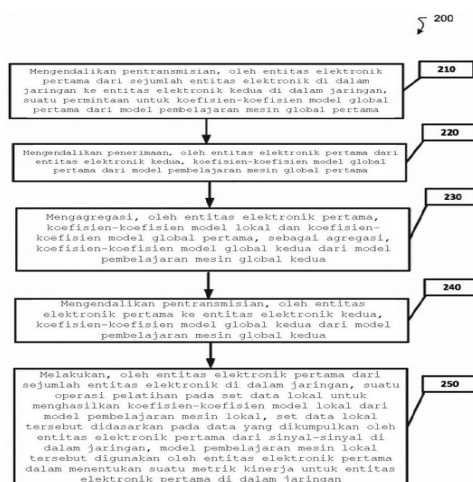 200
210
Mengendalikan pentransmisian, oleh entitas elektronik
pertama dari sejumlah entitas elektronik di dalam
jaringan ke entitas elektronik kedua di dalam jaringan,
suatu permintaan untuk koefisien-koefisien model global
pertama dari model pembelajaran mesin global pertama
220
Mengendalikan penerimaan, oleh entitas elektronik pertama dari
entitas elektronik kedua, koefisien-koefisien model global
pertama dari model pembelajaran mesin global pertama
230
Mengagregasi, oleh entitas elektronik pertama,
koefisien-koefisien model lokal dan koefisien-
koefisien model global pertama, sebagai agregasi,
koefisien-koefisien model global kedua dari model
pembelajaran mesin global kedua
240
Mengendalikan pentransmisian, oleh entitas
elektronik pertama ke entitas elektronik kedua,
koefisien-koefisien model global kedua dari model
pembelajaran mesin global kedua
250
Melakukan, oleh entitas elektronik pertama dari
sejumlah entitas elektronik di dalam jaringan, suatu
operasi pelatihan pada set data lokal untuk
menghasilkan koefisien-koefisien model lokal dari
model pembelajaran mesin lokal, set data lokal
tersebut didasarkan pada data yang dikumpulkan oleh
entitas elektronik pertama dari sinyal-sinyal di
dalam jaringan, model pembelajaran mesin lokal
tersebut digunakan oleh entitas elektronik pertama
dalam menentukan suatu metrik kinerja untuk entitas
elektronik pertama di dalam jaringan